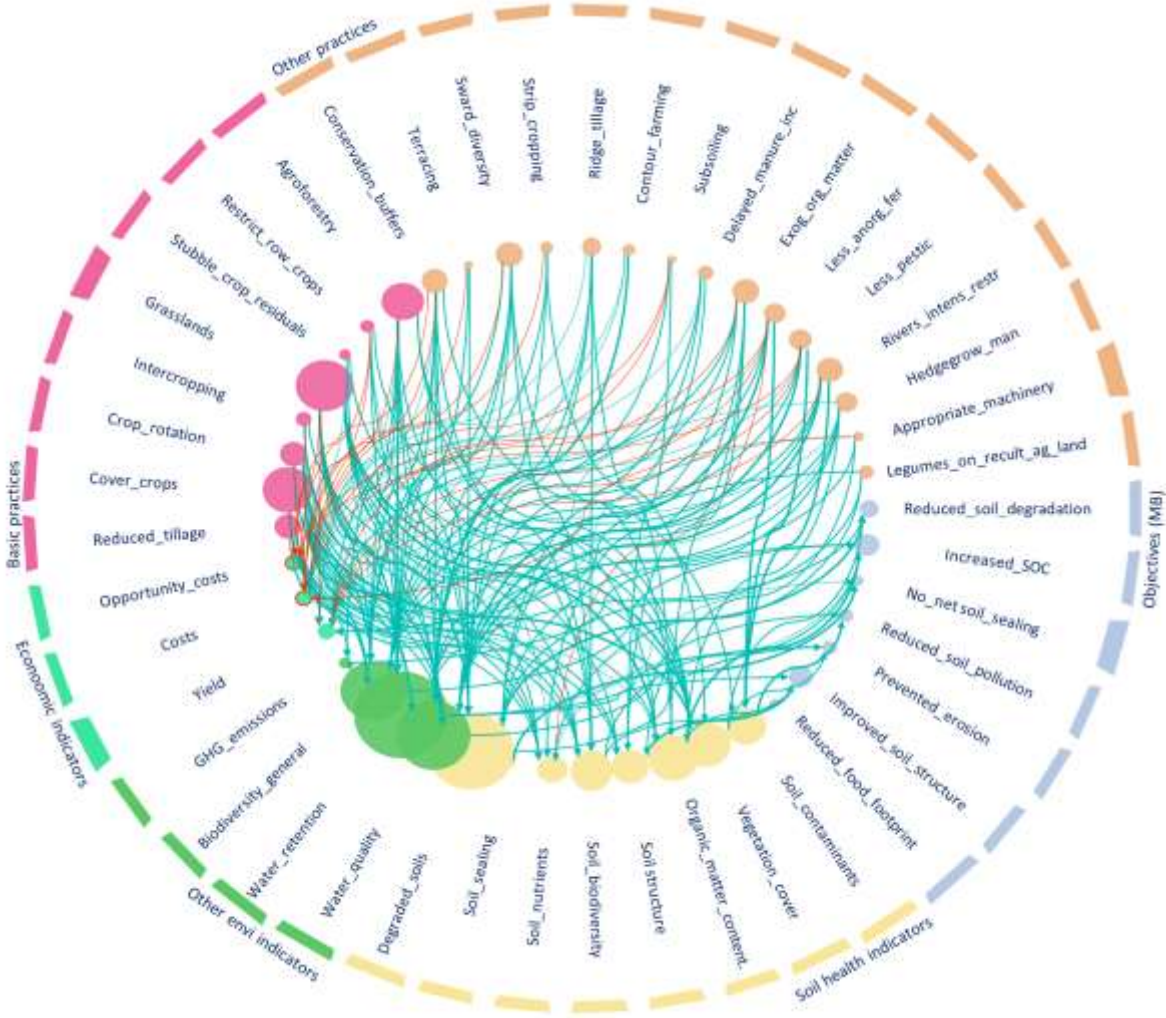 Other practices
Conservation_buffers
Terracing
Sward_diversity
Strip_cropping
Ridge_tillage
Contour_farming
Subsoiling
Delayed_manure_inc
Exog_org_matter
Less_anorg_fer
Less_pestic
Rivers_intens_restr
Hedgegrow_man
Appropriate_machinery
Legumes_on_recult_ag_land
Reduced_soil_degradation
Increased_SOC
Objectives (MB)
No_net soil_sealing
Reduced_soil_pollution
Prevented_erosion
Improved_soil_structure
Reduced_food_footprint
Soil_contaminants
Vegetation_cover
Organic_matter_content.
Soil health indicators
Soil structure
Soil_biodiversity
Soil_nutrients
Soil_sealing
Degraded_soils
Water_quality
Water_retention
Other envi indicators
Biodiversity_general
GHG_emissions
Yield
Economic indicators
Costs
Opportunity_costs
Reduced_tillage
Basic practices
Cover_crops
Crop_rotation
Intercropping
Grasslands
Stubble_crop_residuals
Restrict_row_crops
Agroforestry